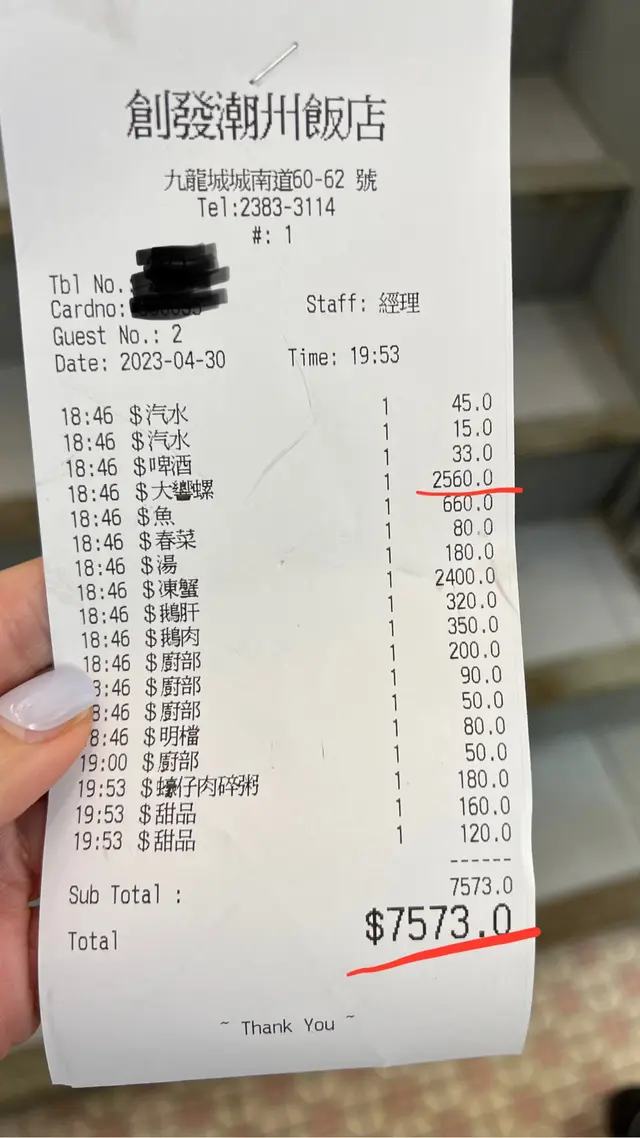 創發潮州飯店
九龍城城南道60-62 號
Tel:2383-3114
#: 1
Tbl No.
Cardno: Staff: 經理
Guest No.: 2
Date: 2023-04-30 Time: 19:53
18:46 $汽水 1 45.0
18:46 $汽水 1 15.0
18:46 $啤酒 1 33.0
18:46 $大響螺 1 2560.0
18:46 $魚 1 660.0
18:46 $春菜 1 80.0
18:46 $湯 1 180.0
18:46 $凍蟹 1 2400.0
18:46 $鵝肝 1 320.0
18:46 $鵝肉 1 350.0
18:46 $廚部 1 200.0
8:46 $廚部 1 90.0
8:46 $廚部 1 50.0
8:46 $明檔 1 80.0
19:00 $廚部 1 50.0
19:53 $蠔仔肉碎粥 1 180.0
19:53 $甜品 1 160.0
19:53 $甜品 1 120.0
------
Sub Total : 7573.0
Total $7573.0
~ Thank You ~